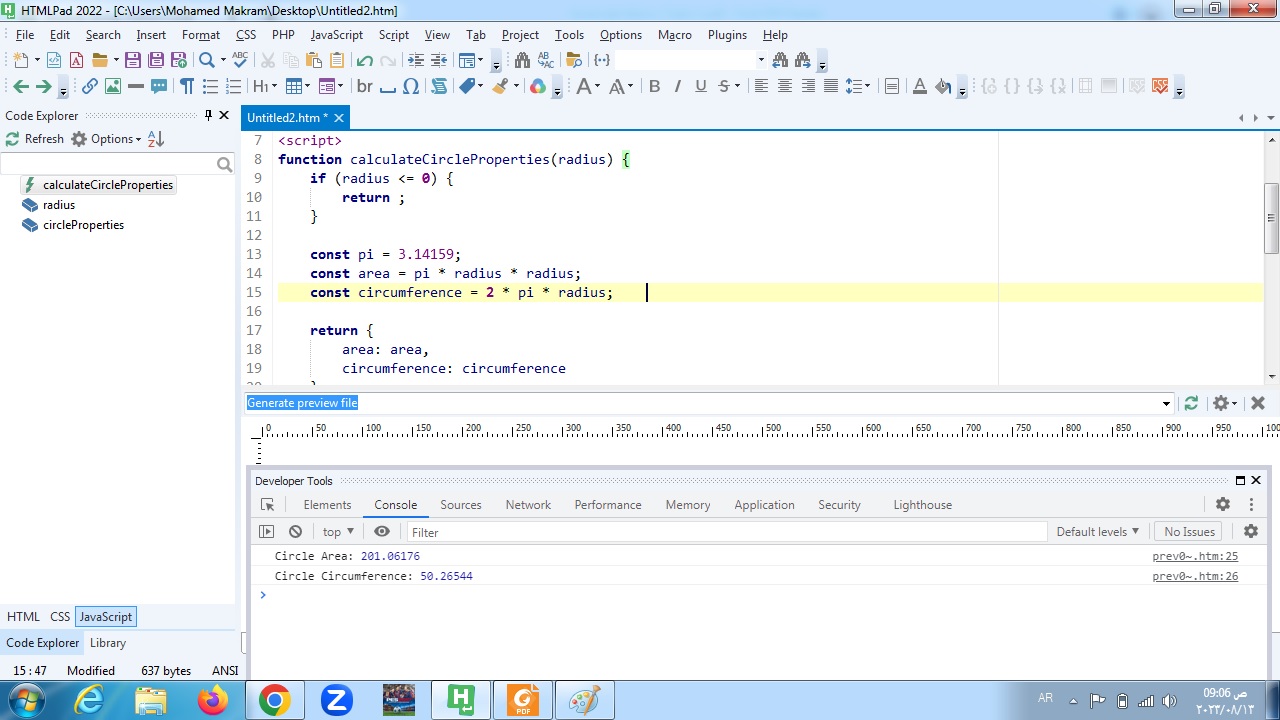 HTMLPad 2022 - [C:\Users\Mohamed Makram\Desktop\Untitled2.htm]
File Edit Search Insert Format CSS PHP JavaScript Script View Tab Project Tools Options Macro Plugins Help
Code Explorer
Refresh Options
calculateCircleProperties
radius
circleProperties
HTML CSS JavaScript
Code Explorer Library
15 : 47 Modified 637 bytes ANSI
Untitled2.htm *
7 <script>
8 function calculateCircleProperties(radius) {
9     if (radius <= 0) {
10         return ;
11     }
12
13     const pi = 3.14159;
14     const area = pi * radius * radius;
15     const circumference = 2 * pi * radius;
16
17     return {
18         area: area,
19         circumference: circumference
Generate preview file
0 50 100 150 200 250 300 350 400 450 500 550 600 650 700 750 800 850 900 950 100
Developer Tools
Elements Console Sources Network Performance Memory Application Security Lighthouse
top Filter Default levels No Issues
Circle Area: 201.06176 prev0~.htm:25
Circle Circumference: 50.26544 prev0~.htm:26
AR
09:06 ص
٢٠٢٣/٠٨/١٣